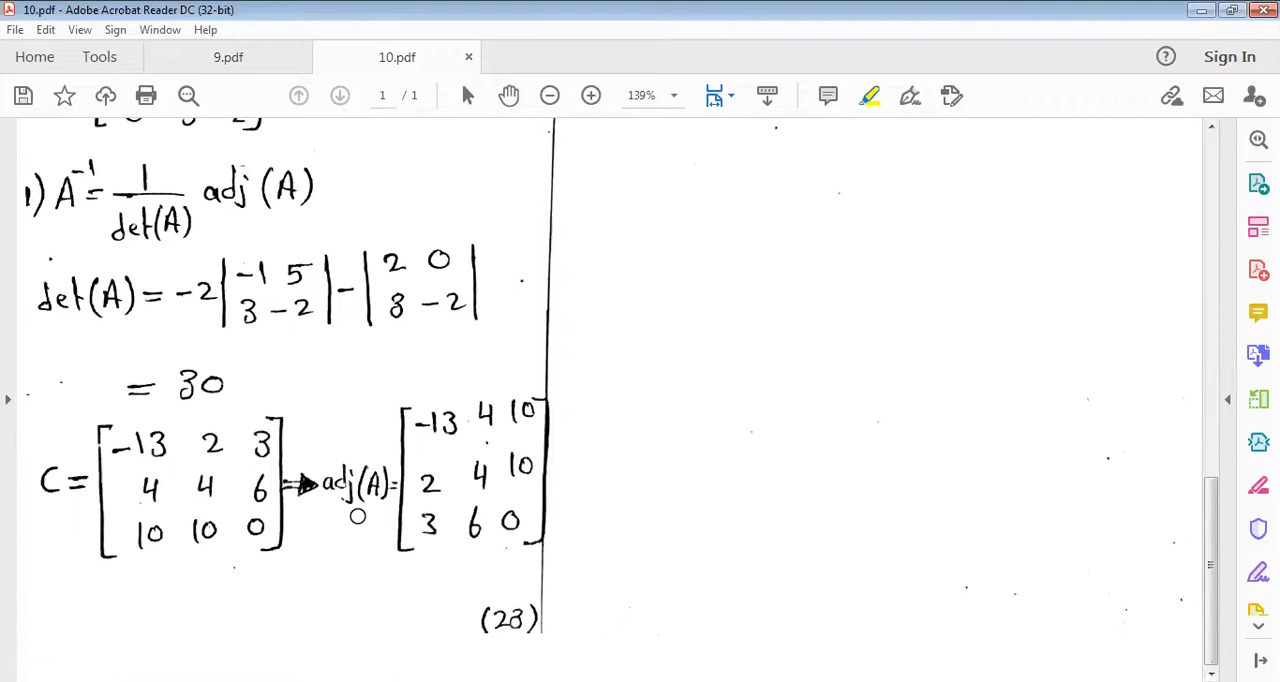 10.pdf - Adobe Acrobat Reader DC (32-bit)
File Edit View Sign Window Help
Home Tools 9.pdf 10.pdf ×
1 / 1 139%
Sign In
1) A⁻¹ = 1/det(A) adj (A)
det(A) = -2 | -1 5 | - | 2 0 |
| 3 -2 | | 3 -2 |
= 30
C = [ -13 2 3 ] ⇒ adj(A) = [ -13 4 10 ]
[ 4 4 6 ] [ 2 4 10 ]
[ 10 10 0 ] [ 3 6 0 ]
(23)